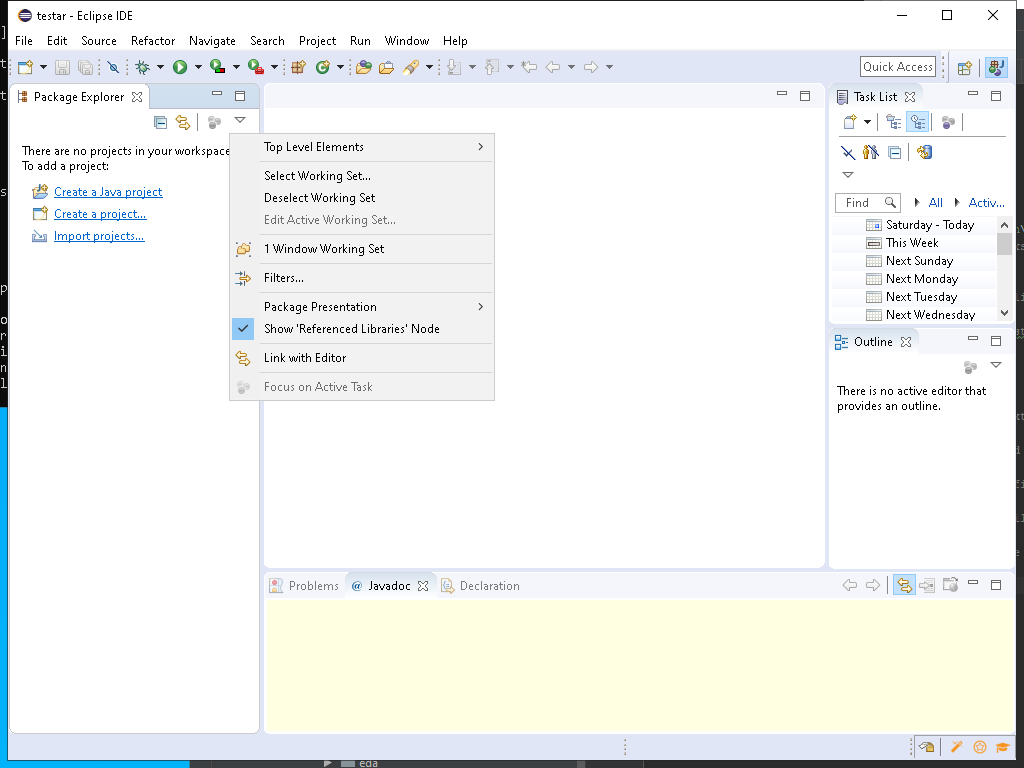 testar - Eclipse IDE
File Edit Source Refactor Navigate Search Project Run Window Help
Quick Access
Package Explorer
There are no projects in your workspace
To add a project:
Create a Java project
Create a project...
Import projects...
Top Level Elements
Select Working Set...
Deselect Working Set
Edit Active Working Set...
1 Window Working Set
Filters...
Package Presentation
Show 'Referenced Libraries' Node
Link with Editor
Focus on Active Task
Task List
Find All Activ...
Saturday - Today
This Week
Next Sunday
Next Monday
Next Tuesday
Next Wednesday
Outline
There is no active editor that
provides an outline.
Problems @ Javadoc Declaration
eda